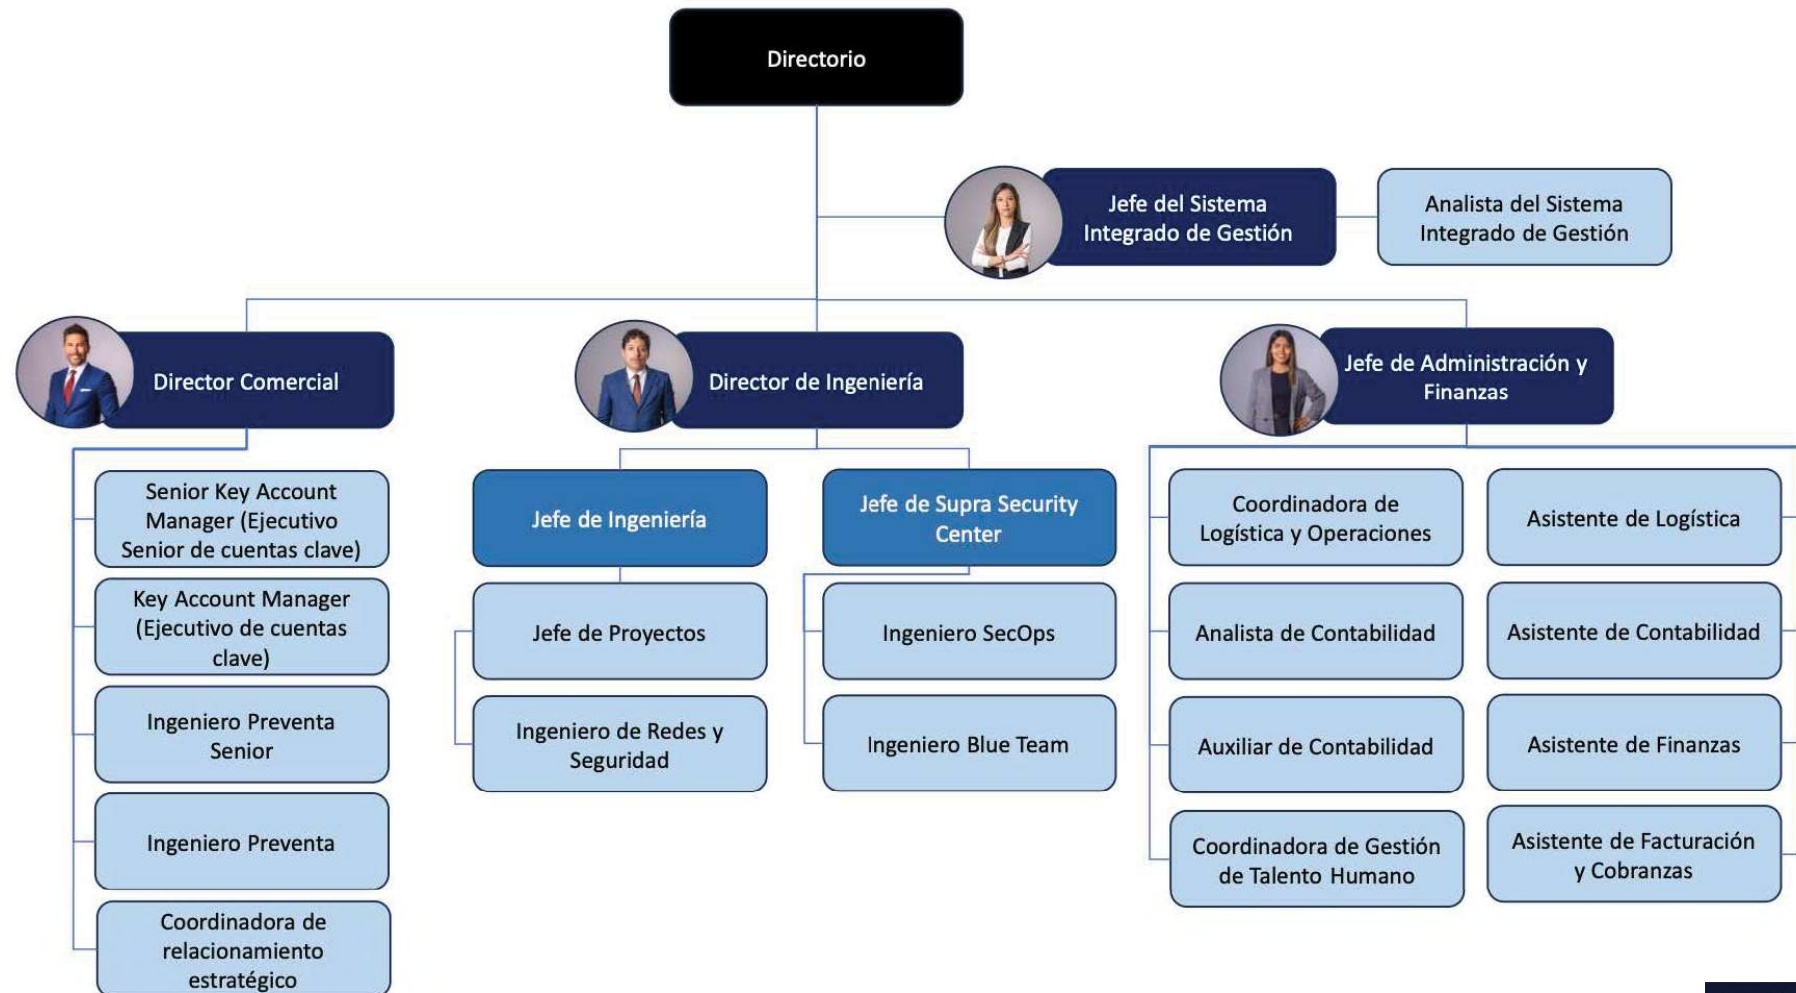 Directorio
Jefe del Sistema
Integrado de Gestión
Analista del Sistema
Integrado de Gestión
Director Comercial
Director de Ingeniería
Jefe de Administración y
Finanzas
Senior Key Account
Manager (Ejecutivo
Senior de cuentas clave)
Key Account Manager
(Ejecutivo de cuentas
clave)
Ingeniero Preventa
Senior
Ingeniero Preventa
Coordinadora de
relacionamiento
estratégico
Jefe de Ingeniería
Jefe de Proyectos
Ingeniero de Redes y
Seguridad
Jefe de Supra Security
Center
Ingeniero SecOps
Ingeniero Blue Team
Coordinadora de
Logística y Operaciones
Analista de Contabilidad
Auxiliar de Contabilidad
Coordinadora de Gestión
de Talento Humano
Asistente de Logística
Asistente de Contabilidad
Asistente de Finanzas
Asistente de Facturación
y Cobranzas